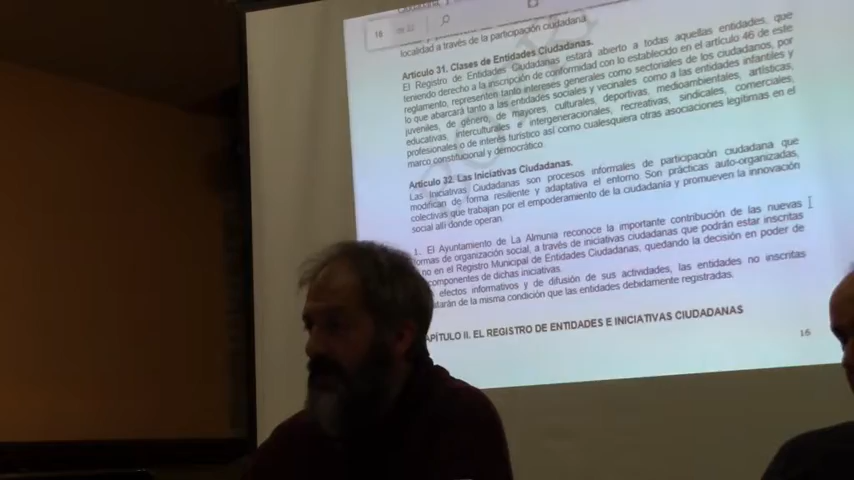 16 de 32
localidad a través de la participación ciudadana.
Artículo 31. Clases de Entidades Ciudadanas.
El Registro de Entidades Ciudadanas estará abierto a todas aquellas entidades, que
teniendo derecho a la inscripción de conformidad con lo establecido en el artículo 46 de este
reglamento, representen tanto intereses generales como sectoriales de los ciudadanos, por
lo que abarcará tanto a las entidades sociales y vecinales como a las entidades infantiles y
juveniles, de género, de mayores, culturales, deportivas, medioambientales, artísticas,
educativas, interculturales e intergeneracionales, recreativas, sindicales, comerciales,
profesionales o de interés turístico así como cualesquiera otras asociaciones legítimas en el
marco constitucional y democrático.
Artículo 32. Las Iniciativas Ciudadanas.
Las Iniciativas Ciudadanas son procesos informales de participación ciudadana que
modifican de forma resiliente y adaptativa el entorno. Son prácticas auto-organizadas,
colectivas que trabajan por el empoderamiento de la ciudadanía y promueven la innovación
social allí donde operan.
1. El Ayuntamiento de La Almunia reconoce la importante contribución de las nuevas
formas de organización social, a través de iniciativas ciudadanas que podrán estar inscritas
no en el Registro Municipal de Entidades Ciudadanas, quedando la decisión en poder de
componentes de dichas iniciativas.
efectos informativos y de difusión de sus actividades, las entidades no inscritas
de la misma condición que las entidades debidamente registradas.
CAPÍTULO II. EL REGISTRO DE ENTIDADES E INICIATIVAS CIUDADANAS
16